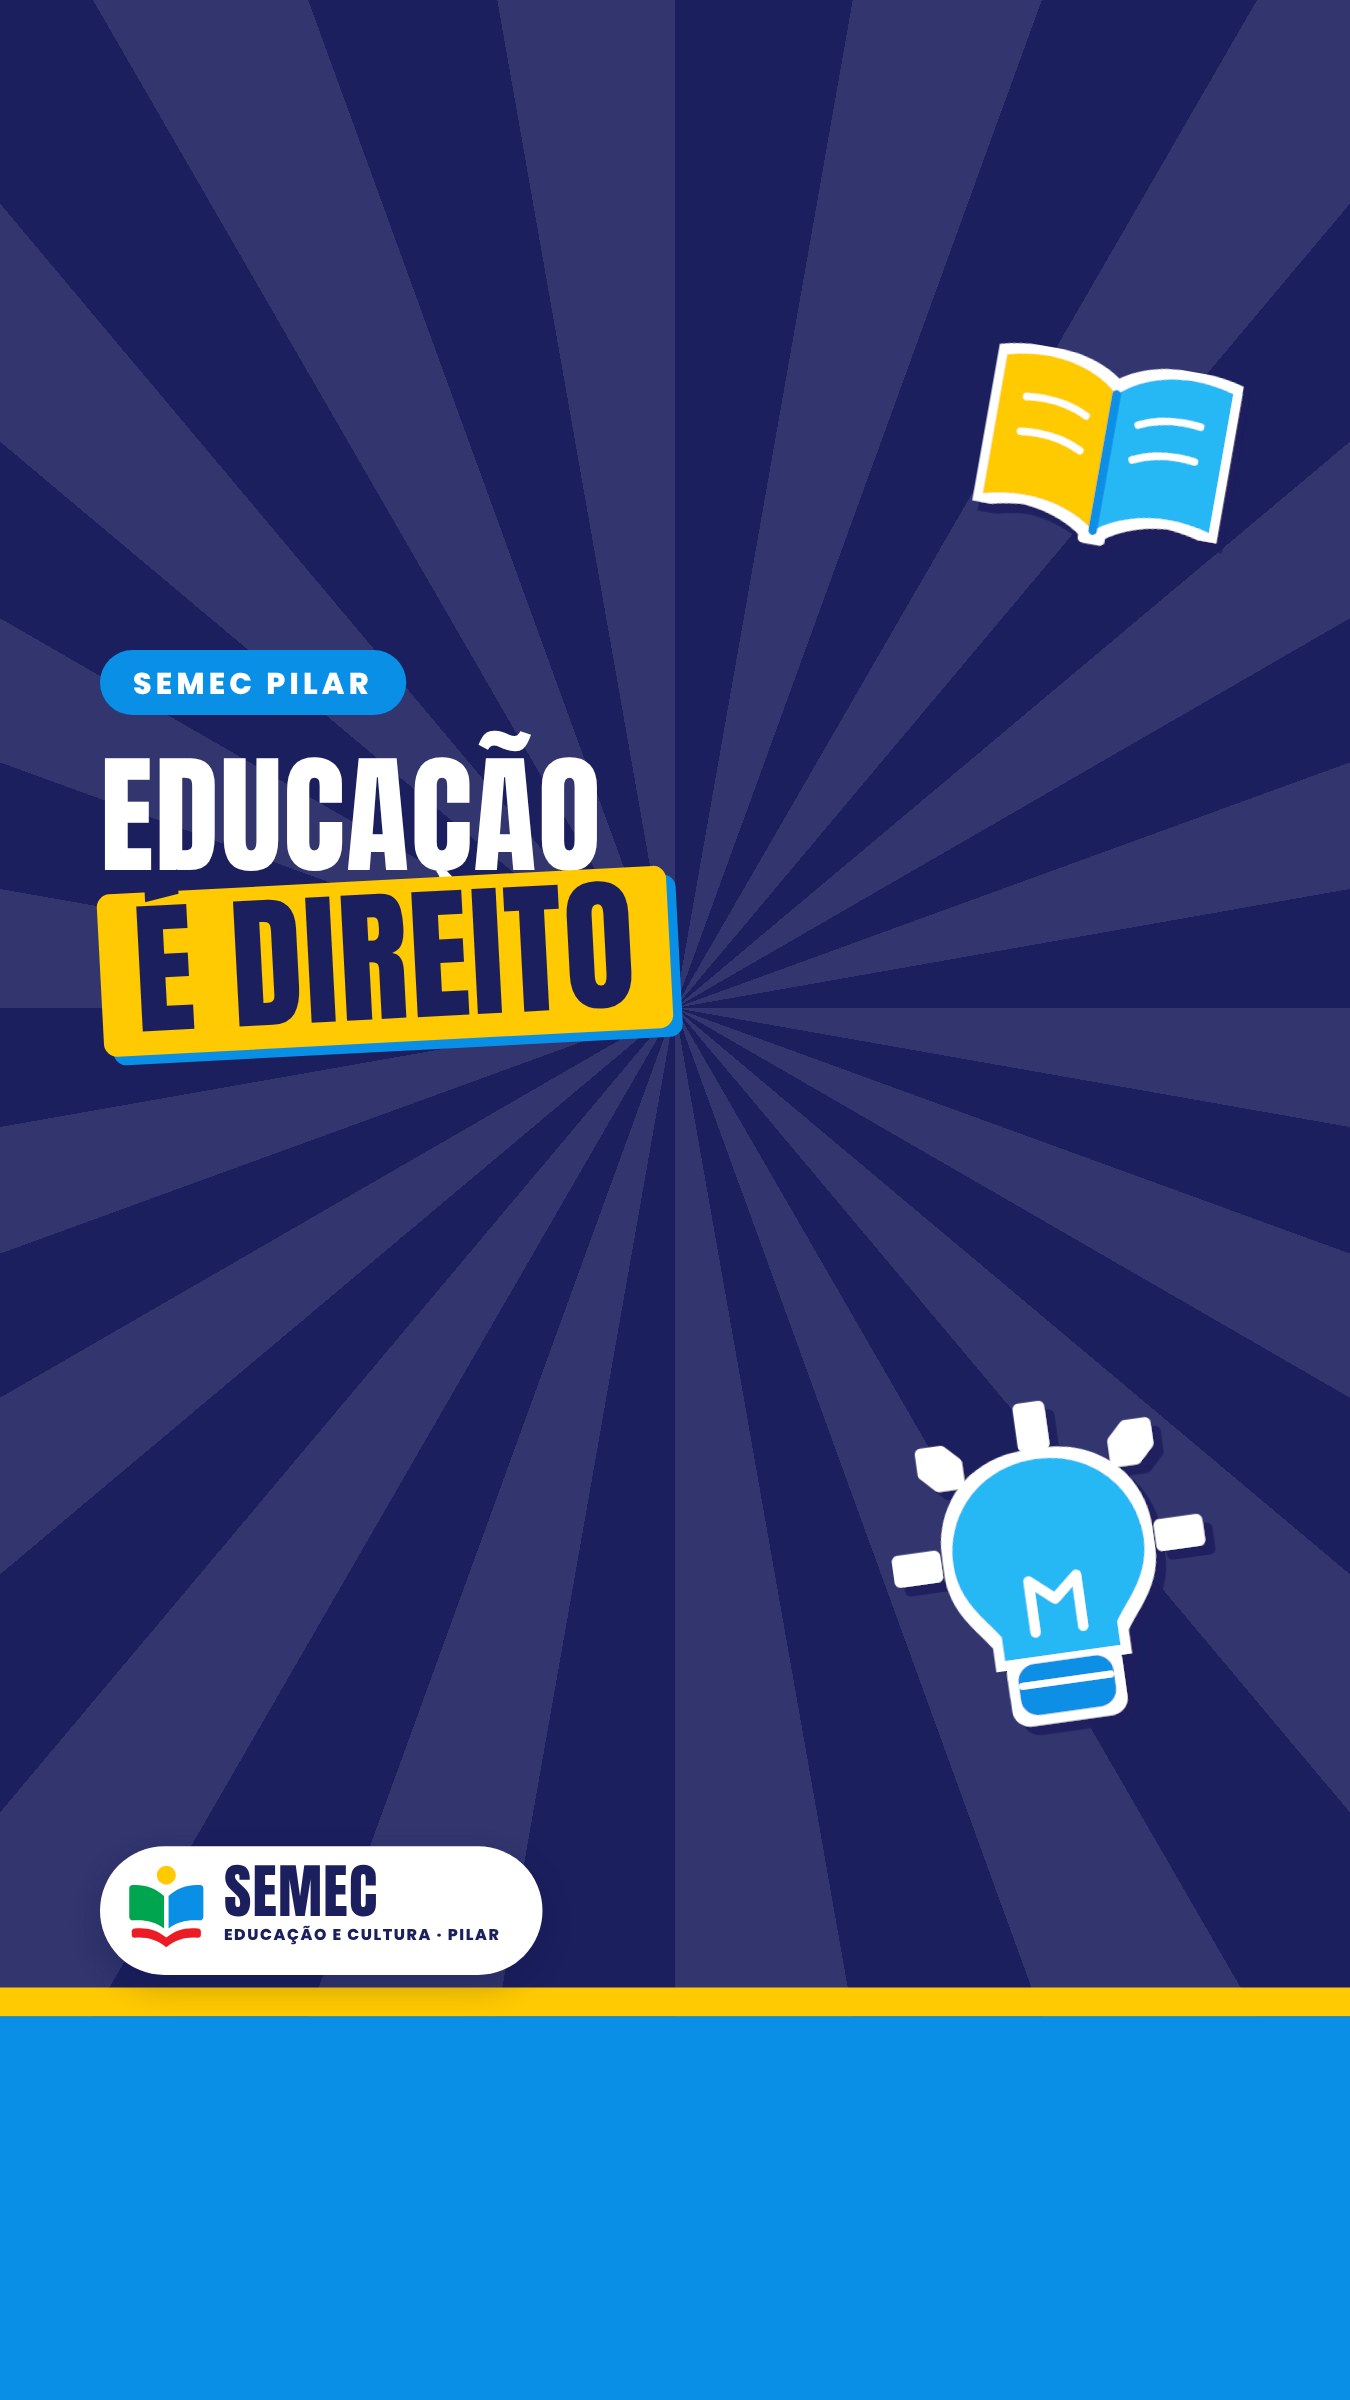 SEMEC PILAR
EDUCAÇÃO
É DIREITO
M
SEMEC
EDUCAÇÃO E CULTURA · PILAR